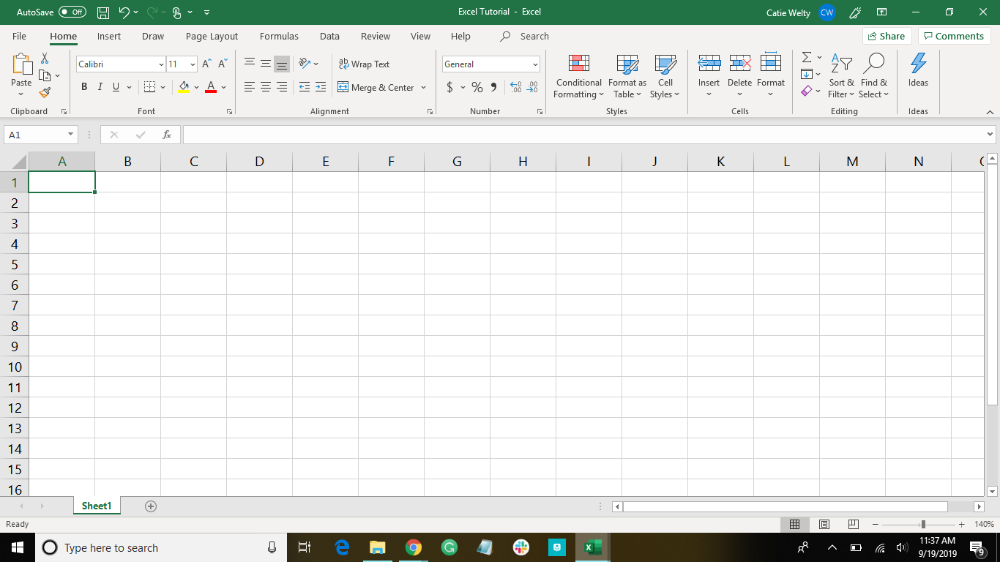 AutoSave Off Excel Tutorial - Excel Catie Welty CW
File Home Insert Draw Page Layout Formulas Data Review View Help Search Share Comments
Calibri 11 ab Wrap Text General
Paste B I U A Merge & Center $ % , Conditional Formatting Format as Table Cell Styles Insert Delete Format Sort & Filter Find & Select Ideas
Clipboard Font Alignment Number Styles Cells Editing Ideas
A1 fx
A B C D E F G H I J K L M N
1
2
3
4
5
6
7
8
9
10
11
12
13
14
15
16
Sheet1
Ready 140%
Type here to search 11:37 AM
9/19/2019 9